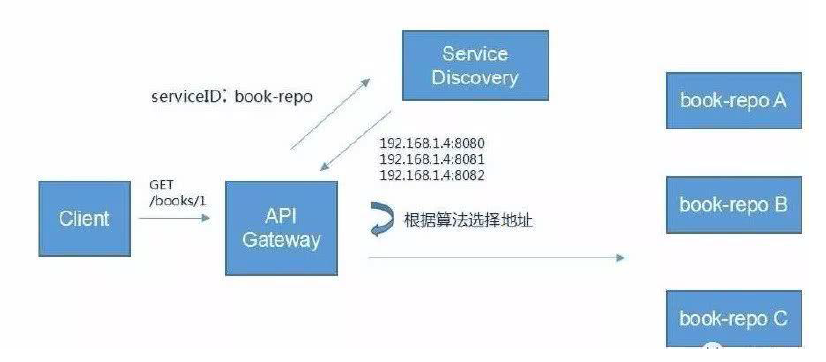 Service
Discovery
serviceID: book-repo
book-repo A
192.168.1.4:8080
192.168.1.4:8081
192.168.1.4:8082
GET
/books/1
Client
API
Gateway
根据算法选择地址
book-repo B
book-repo C